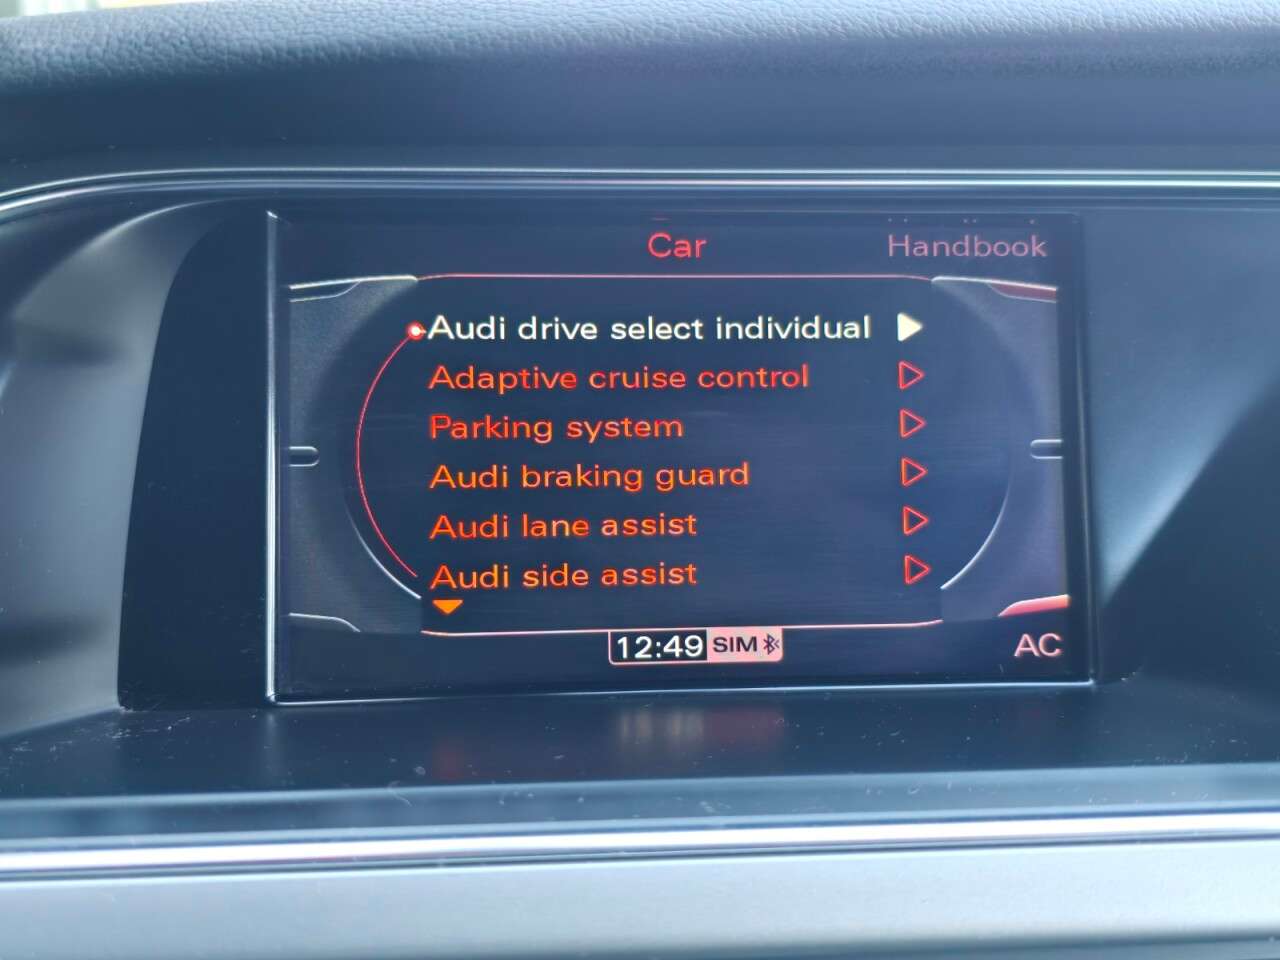 Car
Handbook
Audi drive select individual
Adaptive cruise control
Parking system
Audi braking guard
Audi lane assist
Audi side assist
12:49 SIM
AC